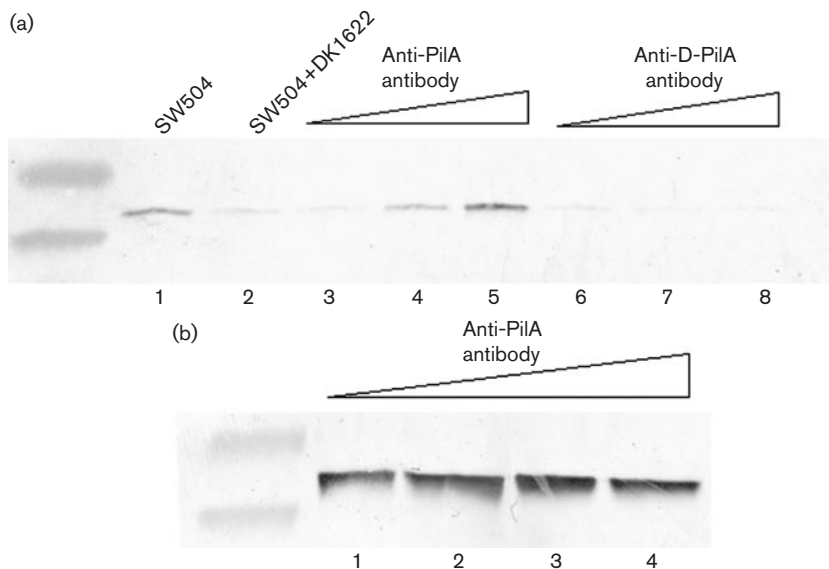 (a)
SW504
SW504+DK1622
Anti-PilA
antibody
Anti-D-PilA
antibody
1 2 3 4 5 6 7 8
(b)
Anti-PilA
antibody
1 2 3 4